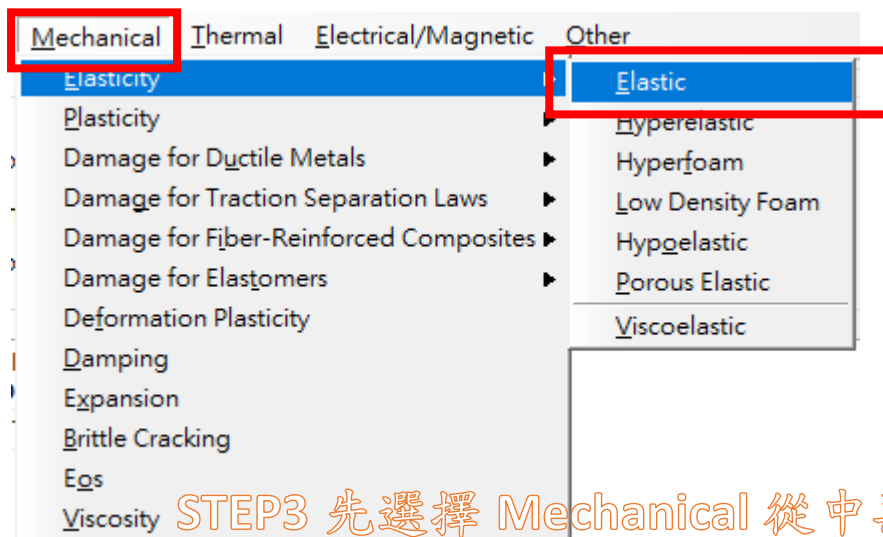 Mechanical Thermal Electrical/Magnetic Other
Elasticity
Plasticity
Damage for Ductile Metals
Damage for Traction Separation Laws
Damage for Fiber-Reinforced Composites
Damage for Elastomers
Deformation Plasticity
Damping
Expansion
Brittle Cracking
Eos
Viscosity
Elastic
Hyperelastic
Hyperfoam
Low Density Foam
Hypoelastic
Porous Elastic
Viscoelastic
STEP3 先選擇 Mechanical 從中